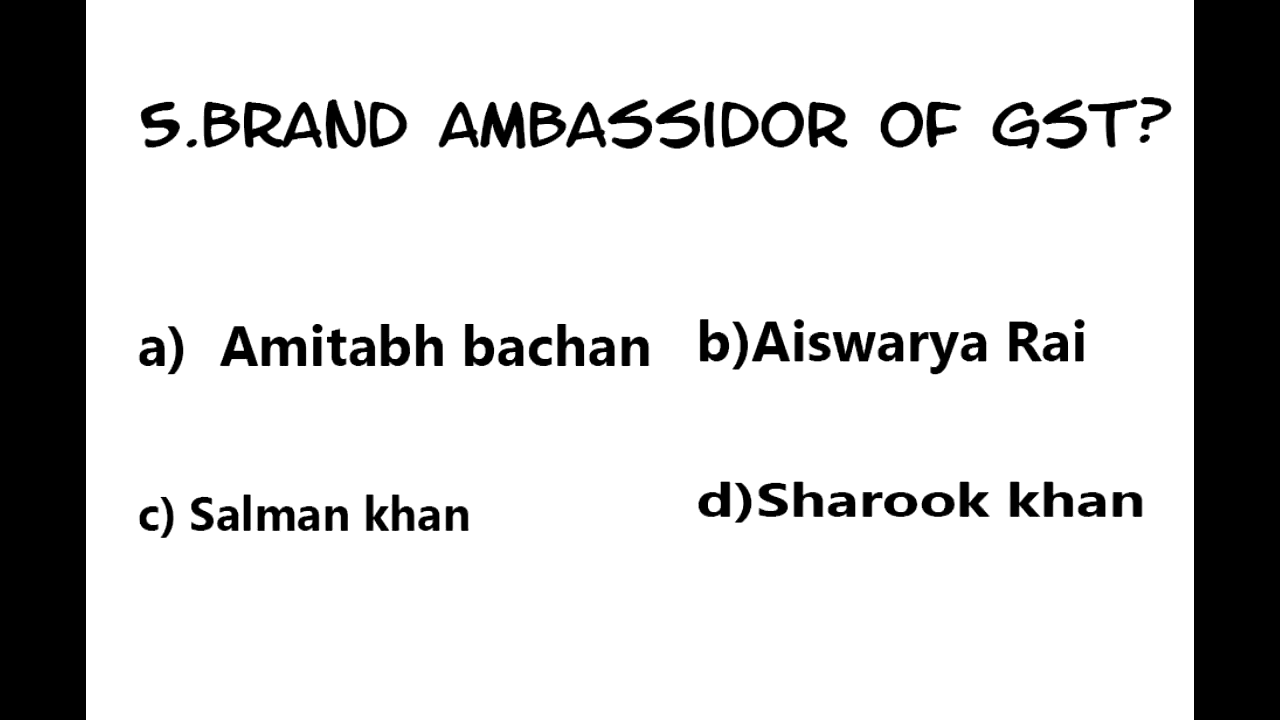 5.BRAND AMBASSIDOR OF GST?
a) Amitabh bachan
b)Aiswarya Rai
c) Salman khan
d)Sharook khan